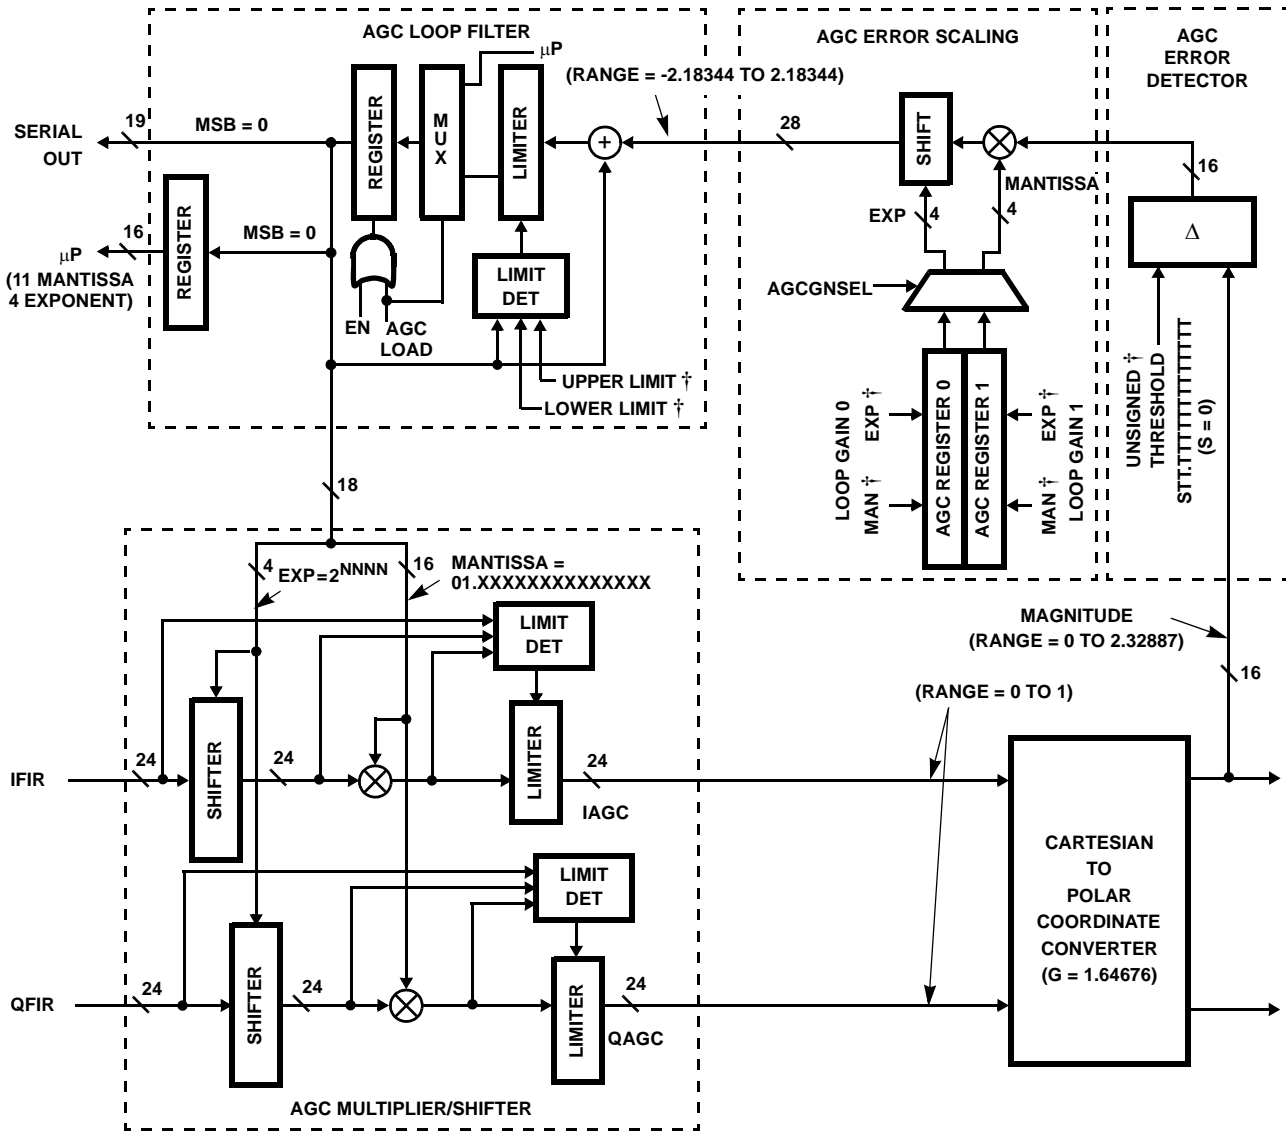 AGC LOOP FILTER
μP
REGISTER
MUX
LIMITER
(RANGE = -2.18344 TO 2.18344)
+
SERIAL
OUT
19
MSB = 0
μP
16
(11 MANTISSA
4 EXPONENT)
REGISTER
MSB = 0
EN
AGC
LOAD
LIMIT
DET
UPPER LIMIT †
LOWER LIMIT †
18
AGC ERROR SCALING
28
SHIFT
MANTISSA
EXP
4
4
AGCGNSEL
AGC REGISTER 0
AGC REGISTER 1
LOOP GAIN 0
EXP †
MAN †
EXP †
MAN †
LOOP GAIN 1
AGC
ERROR
DETECTOR
16
Δ
UNSIGNED †
THRESHOLD
STT.TTTTTTTTTTTTT
(S = 0)
MAGNITUDE
(RANGE = 0 TO 2.32887)
16
4
EXP=2NNNN
16
MANTISSA =
01.XXXXXXXXXXXXXX
LIMIT
DET
(RANGE = 0 TO 1)
IFIR
24
SHIFTER
24
LIMITER
24
IAGC
LIMIT
DET
QFIR
24
SHIFTER
24
LIMITER
24
QAGC
CARTESIAN
TO
POLAR
COORDINATE
CONVERTER
(G = 1.64676)
AGC MULTIPLIER/SHIFTER